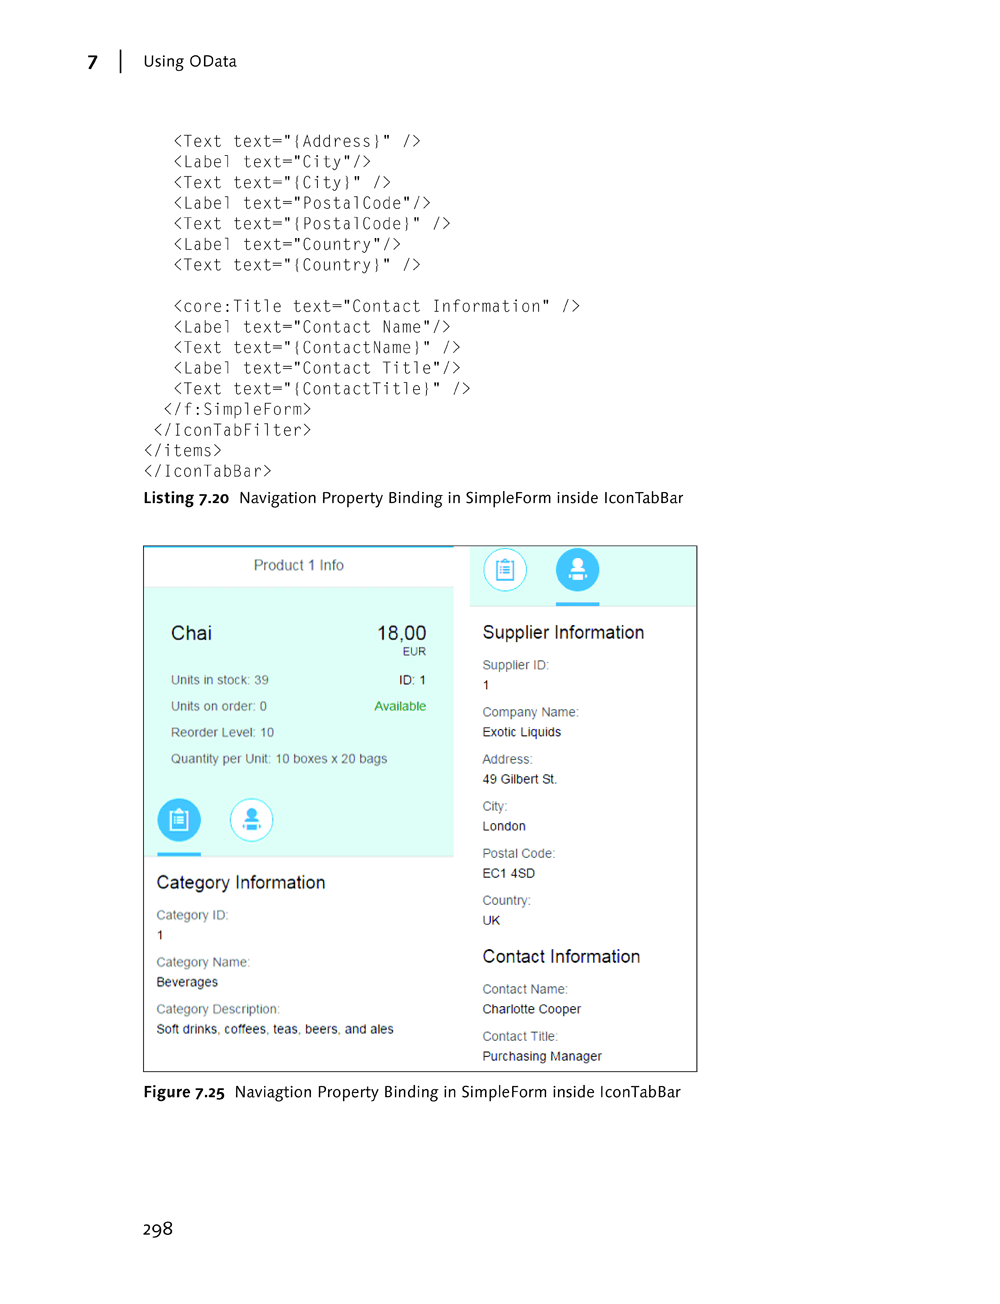 7 | Using OData
<Text text="{Address}" />
<Label text="City"/>
<Text text="{City}" />
<Label text="PostalCode"/>
<Text text="{PostalCode}" />
<Label text="Country"/>
<Text text="{Country}" />
<core:Title text="Contact Information" />
<Label text="Contact Name"/>
<Text text="{ContactName}" />
<Label text="Contact Title"/>
<Text text="{ContactTitle}" />
</f:SimpleForm>
</IconTabFilter>
</items>
</IconTabBar>
Listing 7.20 Navigation Property Binding in SimpleForm inside IconTabBar
Product 1 Info
Chai 18,00
EUR
Units in stock: 39 ID: 1
Units on order: 0 Available
Reorder Level: 10
Quantity per Unit: 10 boxes x 20 bags
Category Information
Category ID:
1
Category Name:
Beverages
Category Description:
Soft drinks, coffees, teas, beers, and ales
Supplier Information
Supplier ID:
1
Company Name:
Exotic Liquids
Address:
49 Gilbert St.
City:
London
Postal Code:
EC1 4SD
Country:
UK
Contact Information
Contact Name:
Charlotte Cooper
Contact Title:
Purchasing Manager
Figure 7.25 Naviagtion Property Binding in SimpleForm inside IconTabBar
298